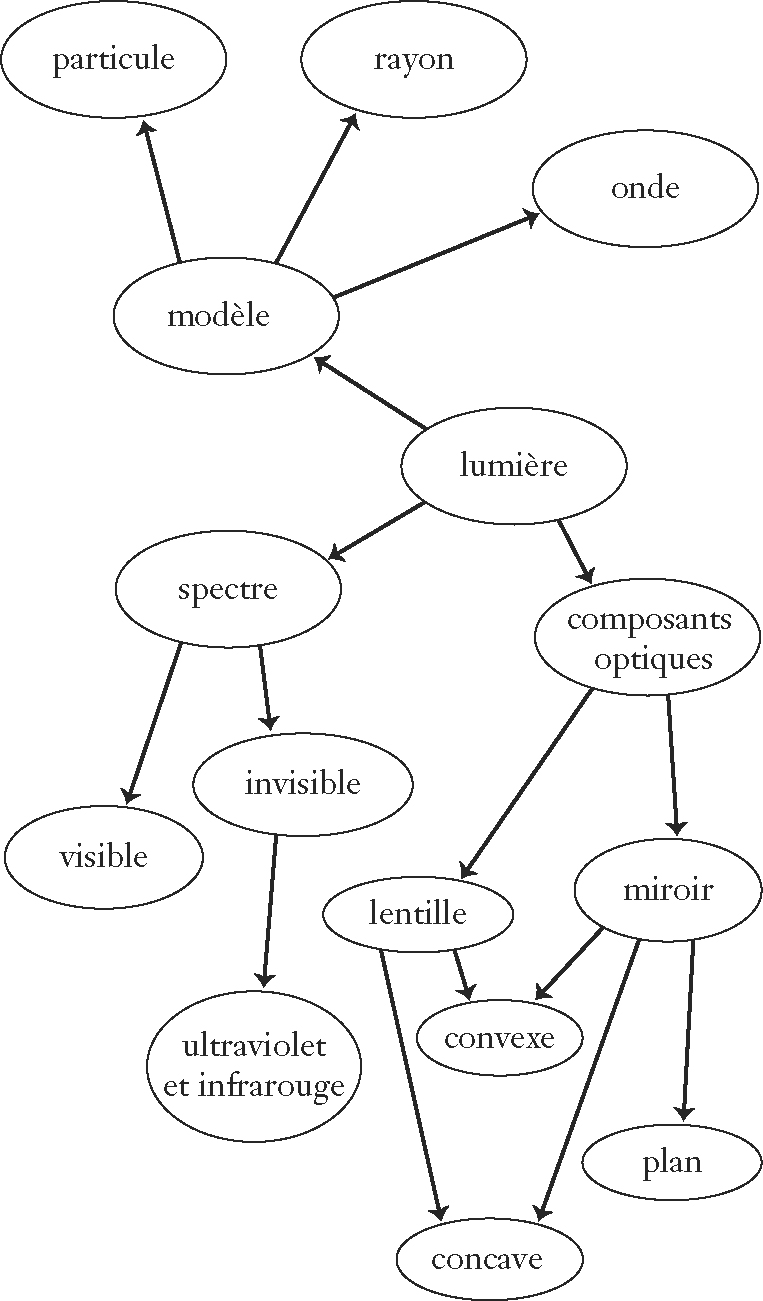 particule
rayon
onde
modèle
lumière
spectre
composants
optiques
invisible
visible
lentille
miroir
convexe
ultraviolet
et infrarouge
plan
concave